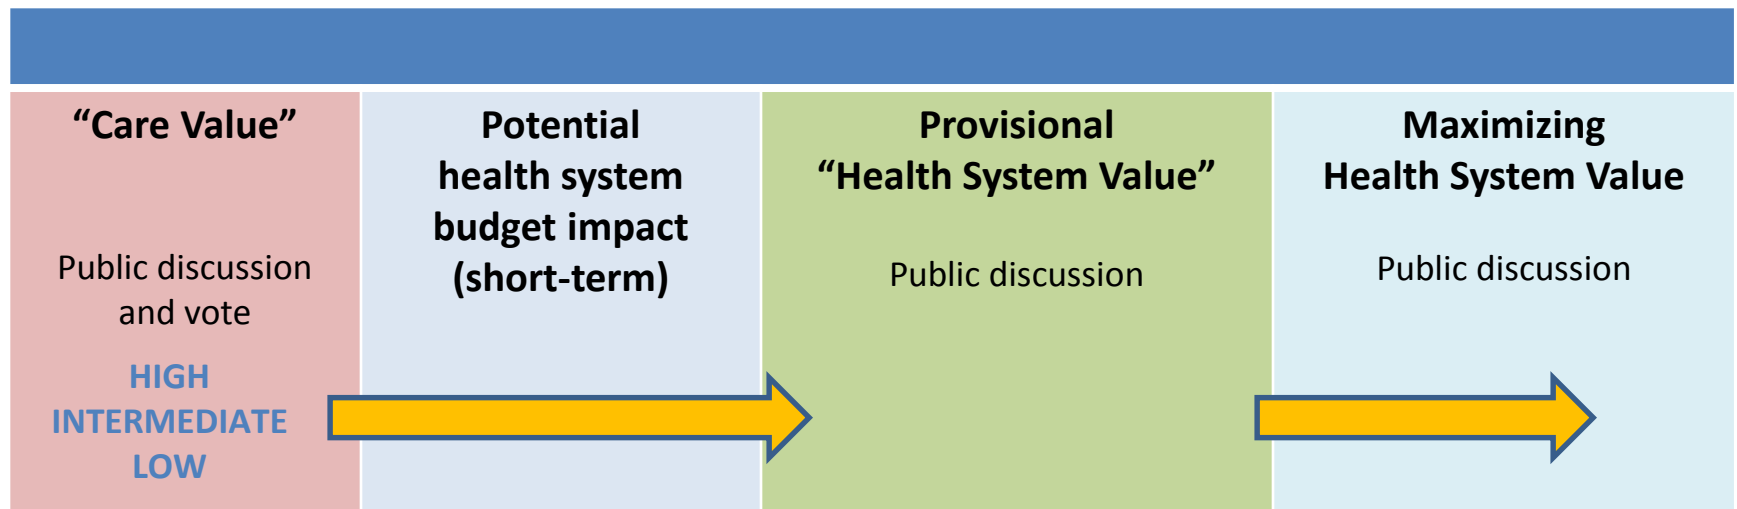 “Care Value”
Public discussion
and vote
HIGH
INTERMEDIATE
LOW
Potential
health system
budget impact
(short-term)
Provisional
“Health System Value”
Public discussion
Maximizing
Health System Value
Public discussion